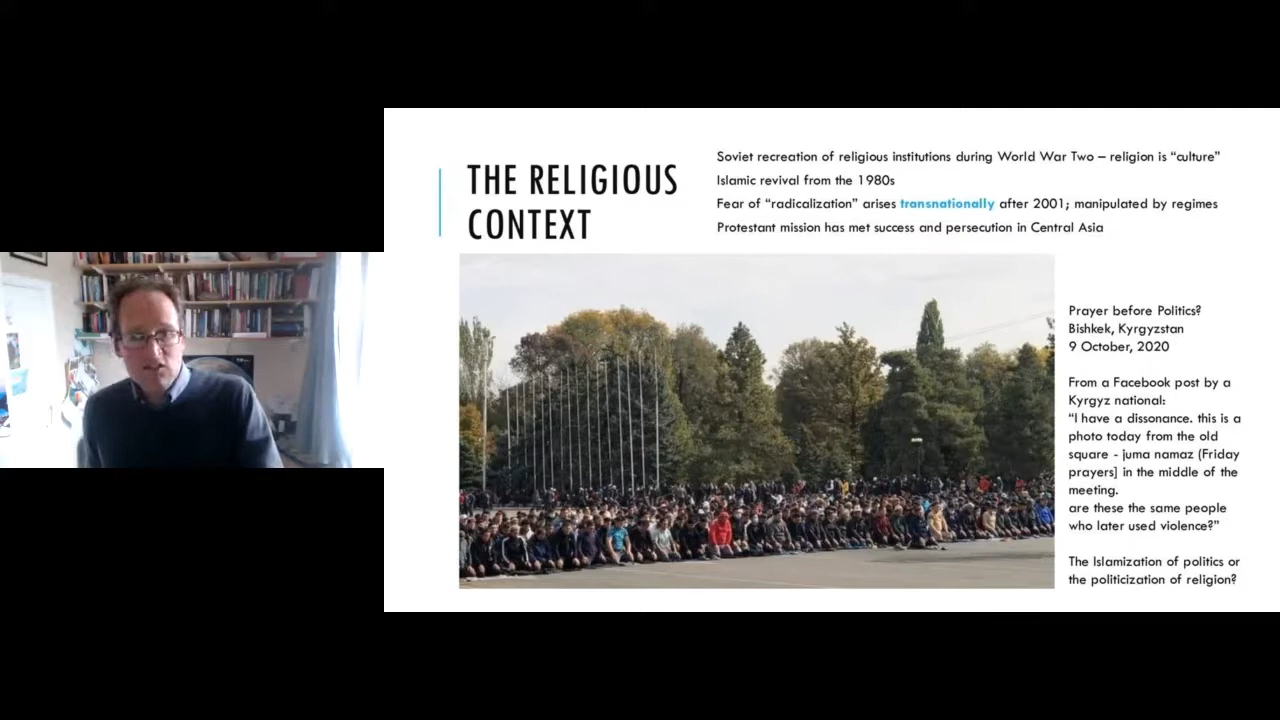 THE RELIGIOUS
CONTEXT
Soviet recreation of religious institutions during World War Two – religion is “culture”
Islamic revival from the 1980s
Fear of “radicalization” arises transnationally after 2001; manipulated by regimes
Protestant mission has met success and persecution in Central Asia
Prayer before Politics?
Bishkek, Kyrgyzstan
9 October, 2020
From a Facebook post by a
Kyrgyz national:
“I have a dissonance. this is a
photo today from the old
square - juma namaz (Friday
prayers] in the middle of the
meeting.
are these the same people
who later used violence?”
The Islamization of politics or
the politicization of religion?